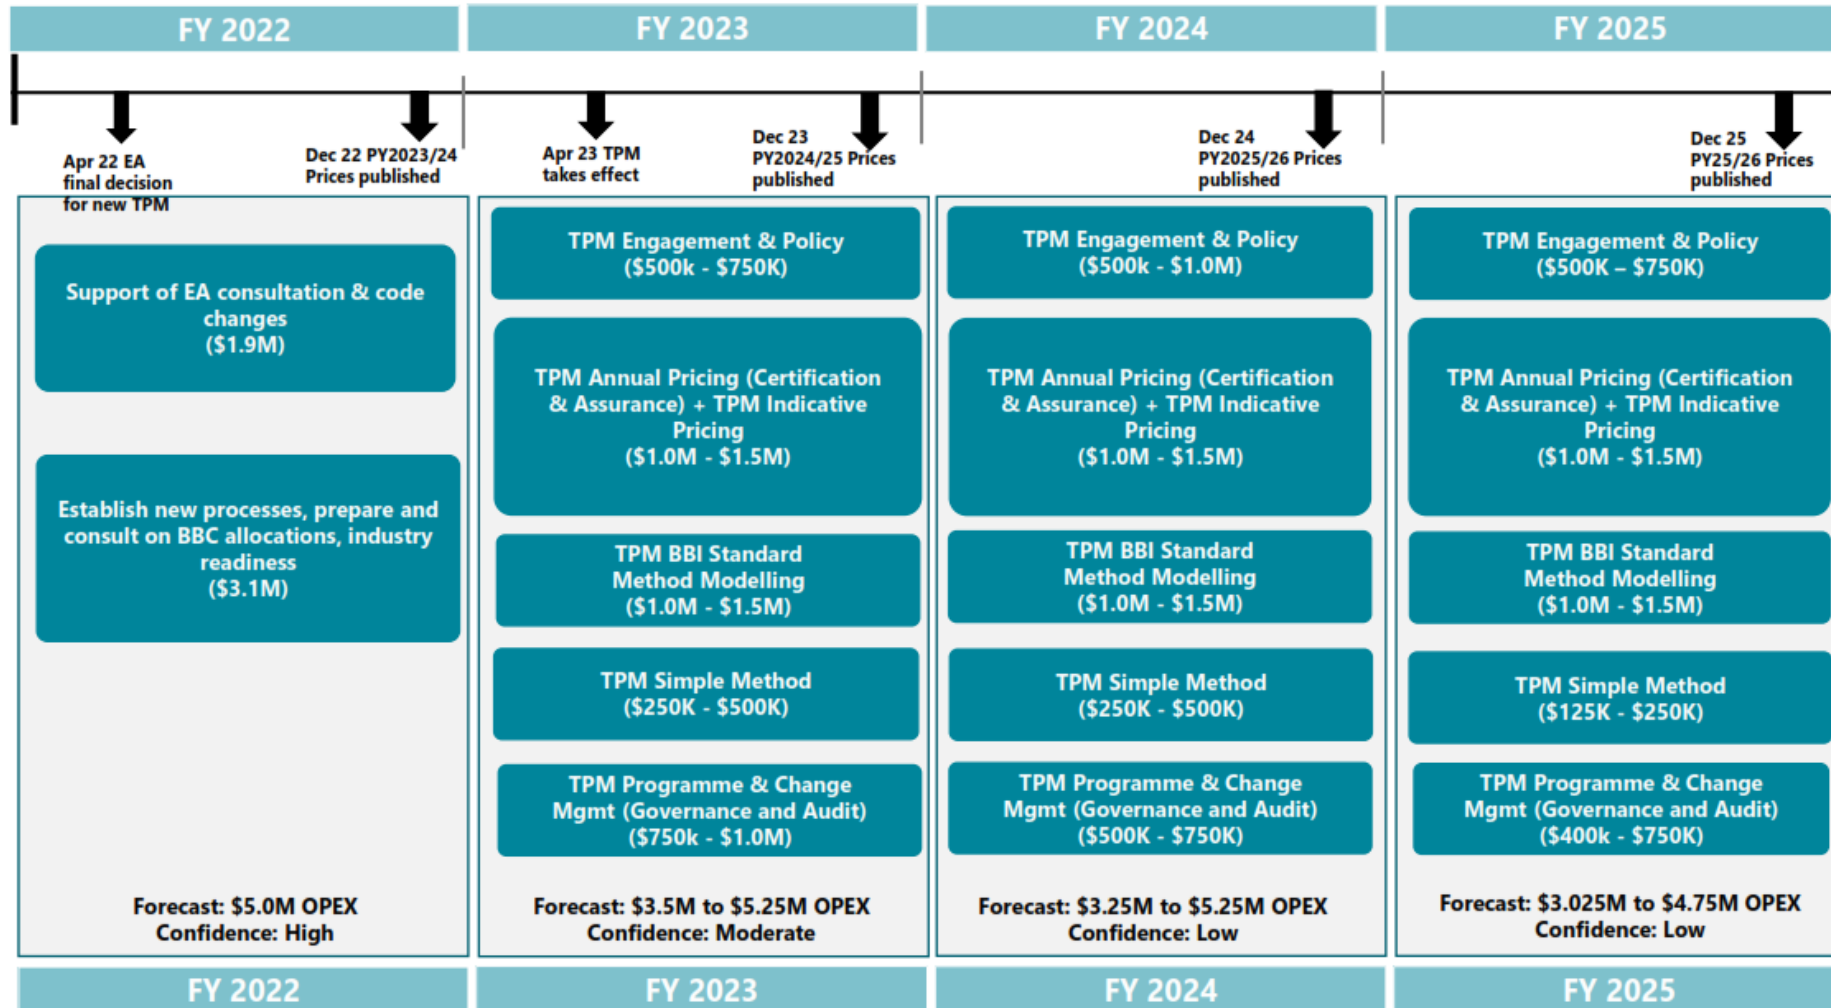 FY 2022
FY 2023
FY 2024
FY 2025
Apr 22 EA
final decision
for new TPM
Dec 22 PY2023/24
Prices published
Apr 23 TPM
takes effect
Dec 23
PY2024/25 Prices
published
Dec 24
PY2025/26 Prices
published
Dec 25
PY25/26 Prices
published
Support of EA consultation & code
changes
($1.9M)
Establish new processes, prepare and
consult on BBC allocations, industry
readiness
($3.1M)
Forecast: $5.0M OPEX
Confidence: High
TPM Engagement & Policy
($500k - $750K)
TPM Annual Pricing (Certification
& Assurance) + TPM Indicative
Pricing
($1.0M - $1.5M)
TPM BBI Standard
Method Modelling
($1.0M - $1.5M)
TPM Simple Method
($250K - $500K)
TPM Programme & Change
Mgmt (Governance and Audit)
($750k - $1.0M)
Forecast: $3.5M to $5.25M OPEX
Confidence: Moderate
TPM Engagement & Policy
($500k - $1.0M)
TPM Annual Pricing (Certification
& Assurance) + TPM Indicative
Pricing
($1.0M - $1.5M)
TPM BBI Standard
Method Modelling
($1.0M - $1.5M)
TPM Simple Method
($250K - $500K)
TPM Programme & Change
Mgmt (Governance and Audit)
($500K - $750K)
Forecast: $3.25M to $5.25M OPEX
Confidence: Low
TPM Engagement & Policy
($500K – $750K)
TPM Annual Pricing (Certification
& Assurance) + TPM Indicative
Pricing
($1.0M - $1.5M)
TPM BBI Standard
Method Modelling
($1.0M - $1.5M)
TPM Simple Method
($125K - $250K)
TPM Programme & Change
Mgmt (Governance and Audit)
($400k - $750K)
Forecast: $3.025M to $4.75M OPEX
Confidence: Low
FY 2022
FY 2023
FY 2024
FY 2025